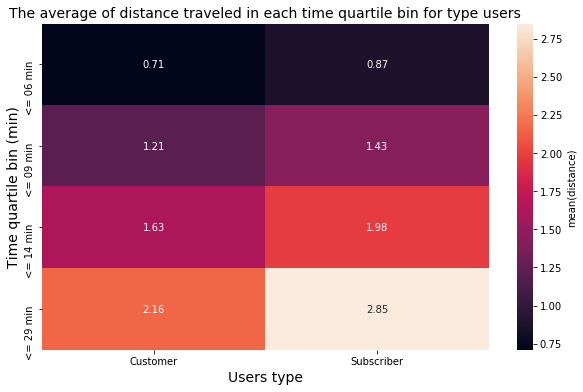 The average of distance traveled in each time quartile bin for type users
Time quartile bin (min)
<= 06 min
0.71
0.87
<= 09 min
1.21
1.43
<= 14 min
1.63
1.98
<= 29 min
2.16
2.85
Customer
Subscriber
Users type
2.75
2.50
2.25
2.00
1.75
1.50
1.25
1.00
0.75
mean(distance)